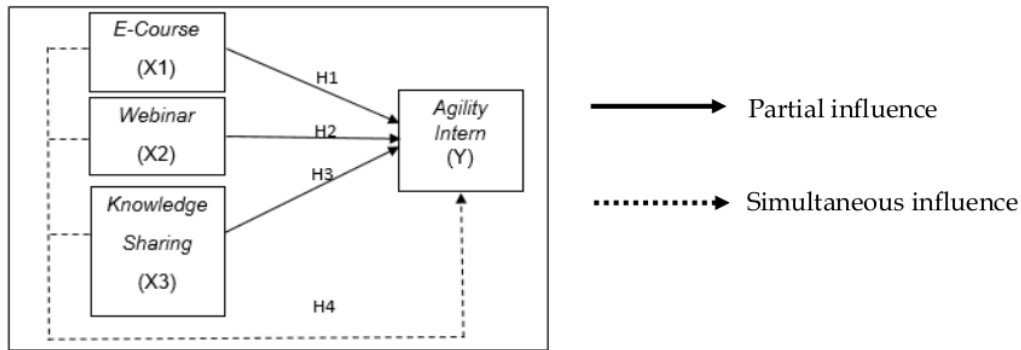 E-Course
(X1)
H1
Webinar
(X2)
H2
Agility
Intern
(Y)
H3
Knowledge
Sharing
(X3)
H4
Partial influence
Simultaneous influence